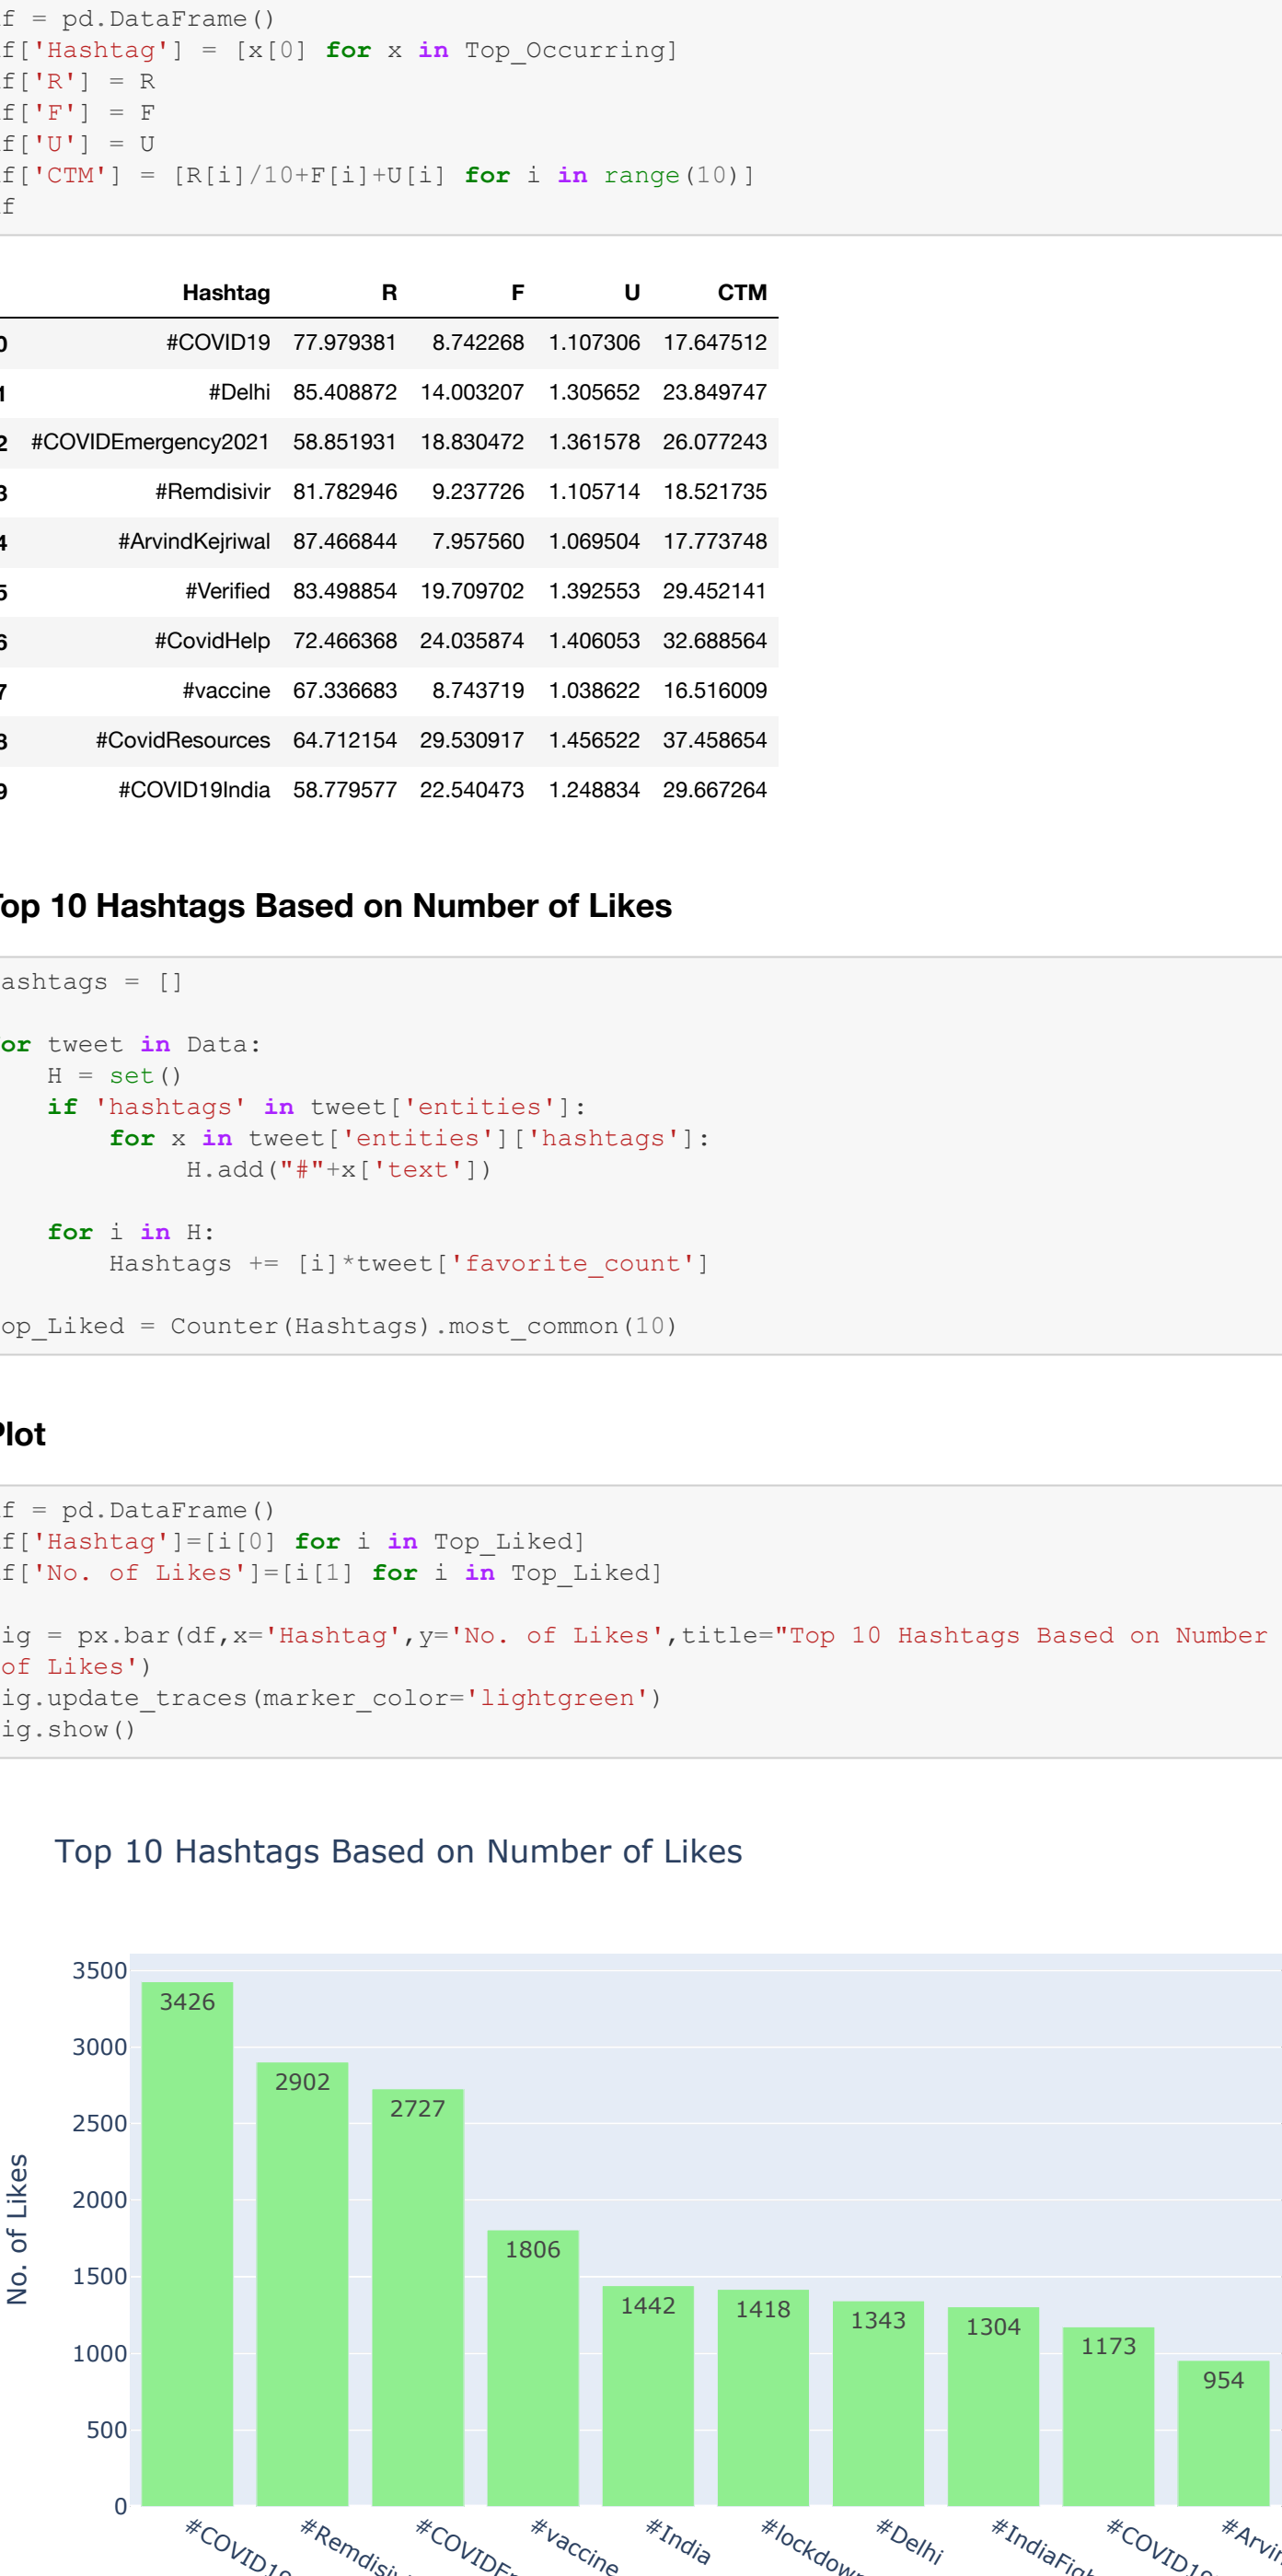 f = pd.DataFrame()
f['Hashtag'] = [x[0] for x in Top_Occurring]
f['R'] = R
f['F'] = F
f['U'] = U
f['CTM'] = [R[i]/10+F[i]+U[i] for i in range(10)]
f
Hashtag R F U CTM
0 #COVID19 77.979381 8.742268 1.107306 17.647512
1 #Delhi 85.408872 14.003207 1.305652 23.849747
2 #COVIDEmergency2021 58.851931 18.830472 1.361578 26.077243
3 #Remdisivir 81.782946 9.237726 1.105714 18.521735
4 #ArvindKejriwal 87.466844 7.957560 1.069504 17.773748
5 #Verified 83.498854 19.709702 1.392553 29.452141
6 #CovidHelp 72.466368 24.035874 1.406053 32.688564
7 #vaccine 67.336683 8.743719 1.038622 16.516009
8 #CovidResources 64.712154 29.530917 1.456522 37.458654
9 #COVID19India 58.779577 22.540473 1.248834 29.667264
Top 10 Hashtags Based on Number of Likes
ashtags = []
or tweet in Data:
H = set()
if 'hashtags' in tweet['entities']:
for x in tweet['entities']['hashtags']:
H.add("#"+x['text'])
for i in H:
Hashtags += [i]*tweet['favorite_count']
op_Liked = Counter(Hashtags).most_common(10)
Plot
f = pd.DataFrame()
f['Hashtag']=[i[0] for i in Top_Liked]
f['No. of Likes']=[i[1] for i in Top_Liked]
ig = px.bar(df,x='Hashtag',y='No. of Likes',title="Top 10 Hashtags Based on Number
of Likes')
ig.update_traces(marker_color='lightgreen')
ig.show()
Top 10 Hashtags Based on Number of Likes
3500
3000
2500
2000
1500
1000
500
0
No. of Likes
3426
2902
2727
1806
1442
1418
1343
1304
1173
954
#COVID19
#Remdisiv
#COVIDE
#vaccine
#India
#lockdown
#Delhi
#IndiaFigh
#COVID19
#Arvin